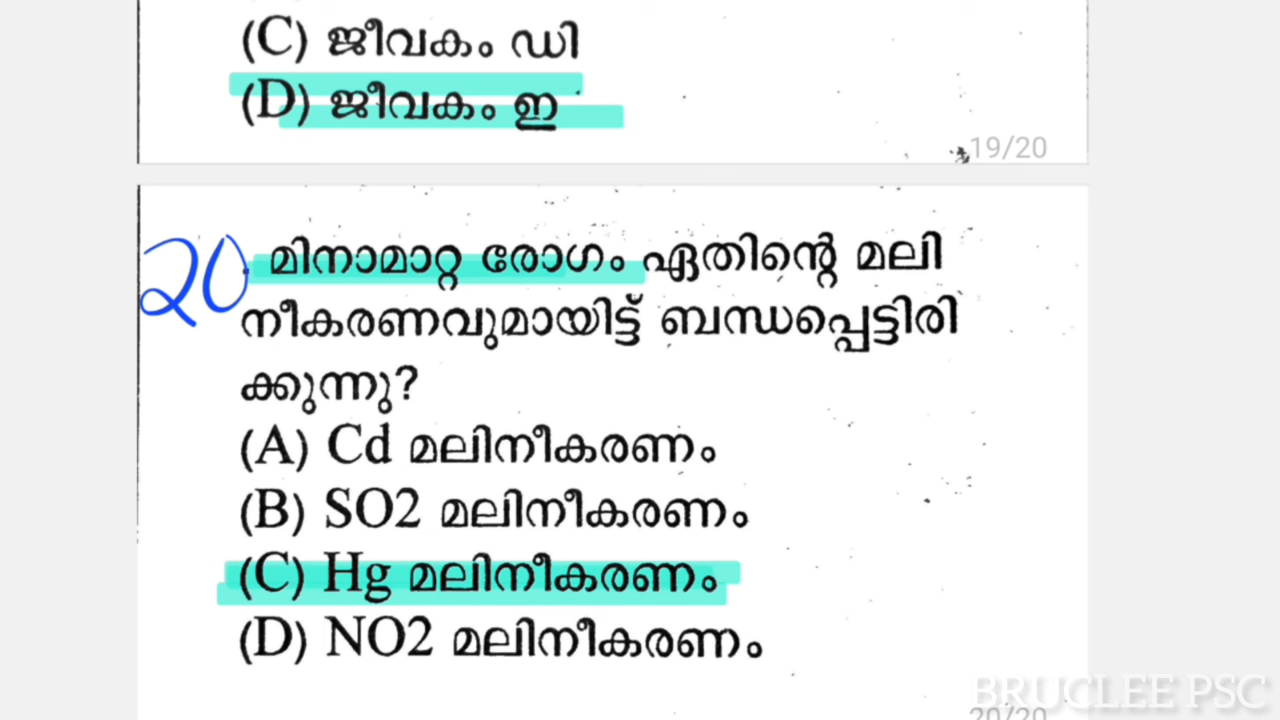 (C) ജീവകം ഡി
(D) ജീവകം ഇ
19/20
20. മിനാമാറ്റ രോഗം ഏതിന്റെ മലി
നീകരണവുമായിട്ട് ബന്ധപ്പെട്ടിരി
ക്കുന്നു?
(A) Cd മലിനീകരണം
(B) SO2 മലിനീകരണം
(C) Hg മലിനീകരണം
(D) NO2 മലിനീകരണം
BRUCLEE PSC
20/20